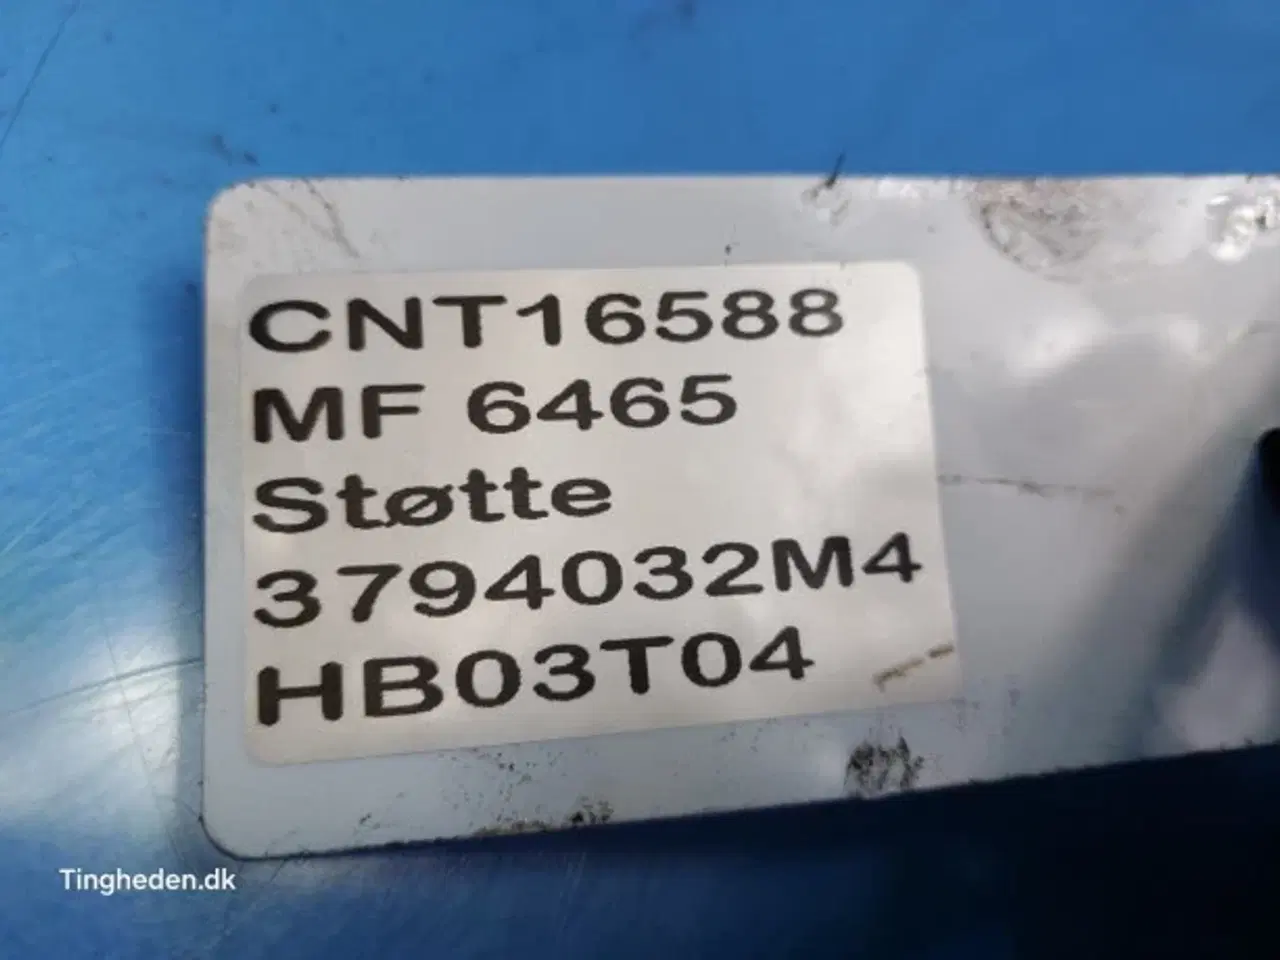 CNT16588
MF 6465
Støtte
3794032M4
HB03T04
Tingheden.dk